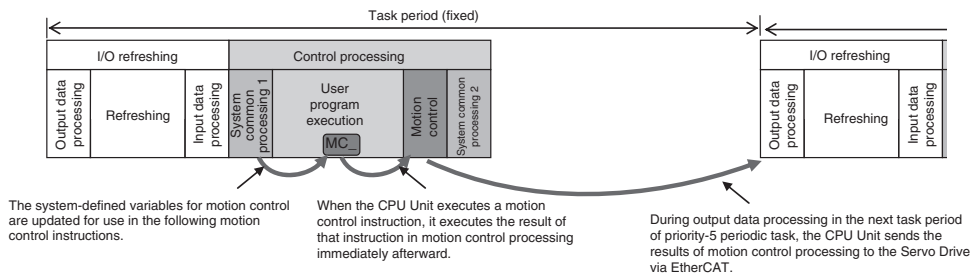 Task period (fixed)
I/O refreshing
Control processing
I/O refreshing
Output data
processing
Refreshing
Input data
processing
System
common
processing 1
User
program
execution
MC_
Motion
control
System common
processing 2
Output data
processing
Refreshing
Input data
processing
The system-defined variables for motion control
are updated for use in the following motion
control instructions.
When the CPU Unit executes a motion
control instruction, it executes the result of
that instruction in motion control processing
immediately afterward.
During output data processing in the next task period
of priority-5 periodic task, the CPU Unit sends the
results of motion control processing to the Servo Drive
via EtherCAT.